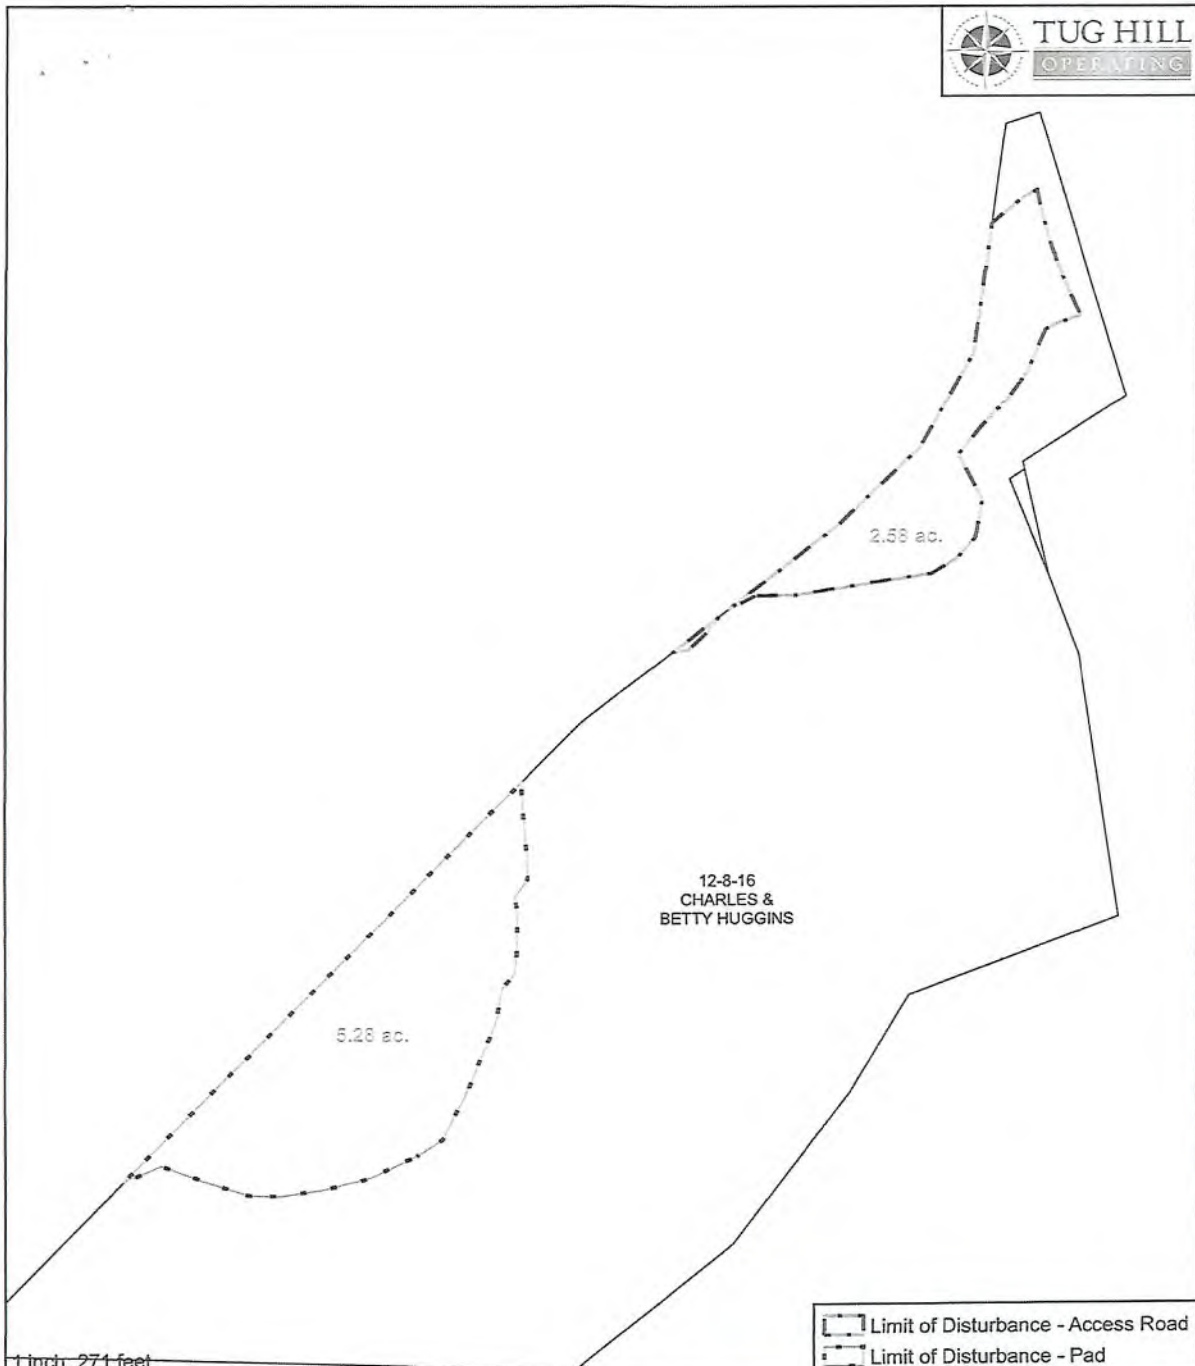 TUG HILL
OPERATING
2.58 ac.
12-8-16
CHARLES &
BETTY HUGGINS
5.28 ac.
1 inch 271 feet
Limit of Disturbance - Access Road
Limit of Disturbance - Pad